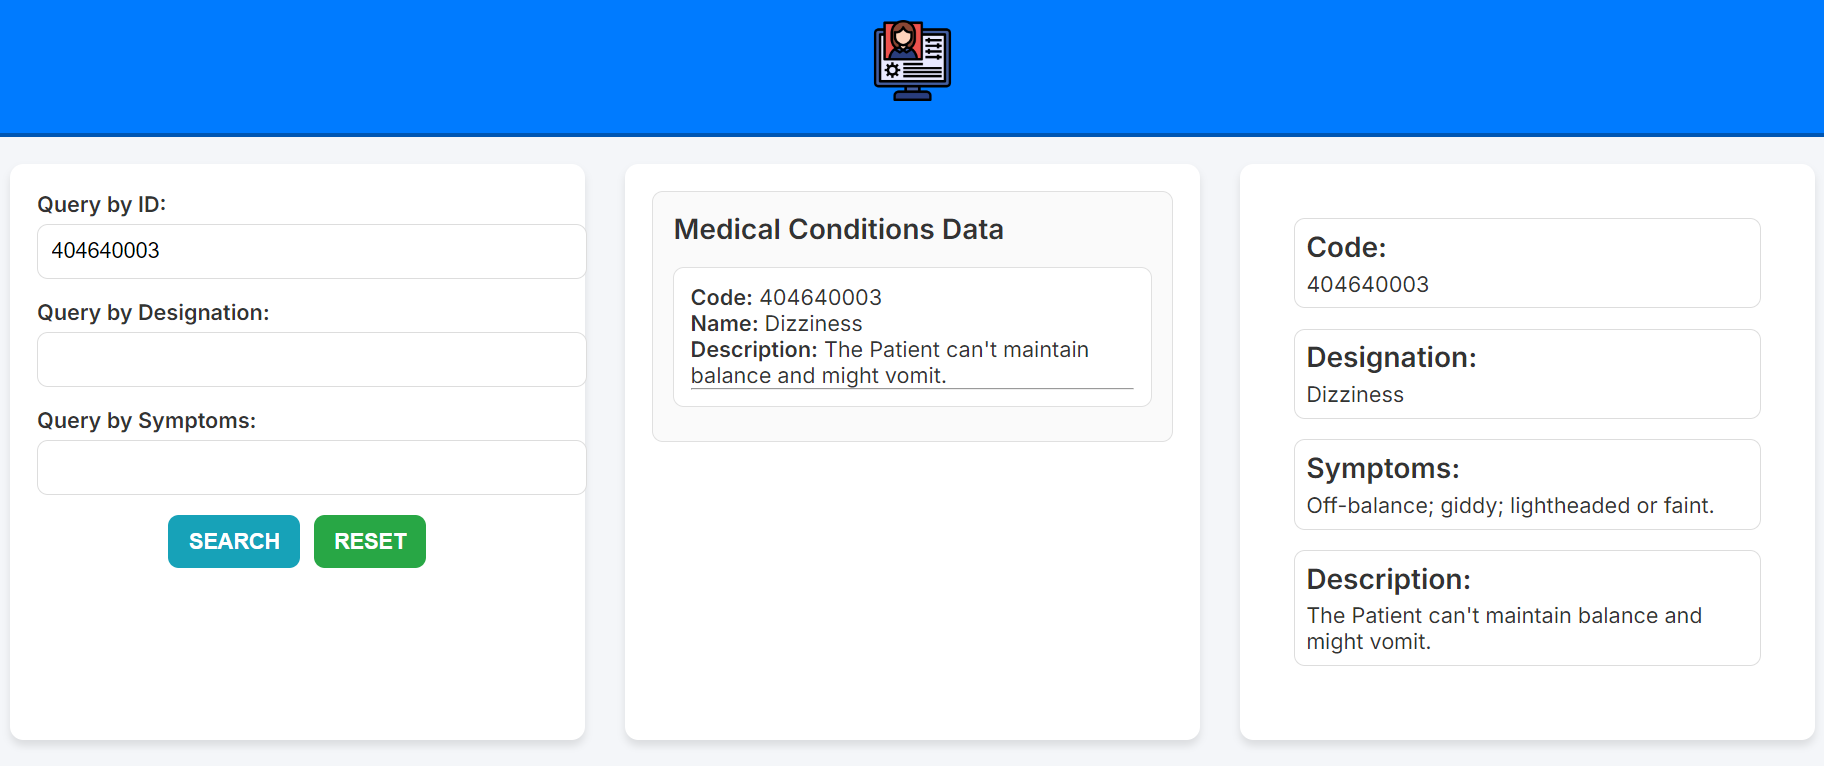 Query by ID:
404640003
Query by Designation:
Query by Symptoms:
SEARCH
RESET
Medical Conditions Data
Code: 404640003
Name: Dizziness
Description: The Patient can't maintain
balance and might vomit.
Code:
404640003
Designation:
Dizziness
Symptoms:
Off-balance; giddy; lightheaded or faint.
Description:
The Patient can't maintain balance and
might vomit.